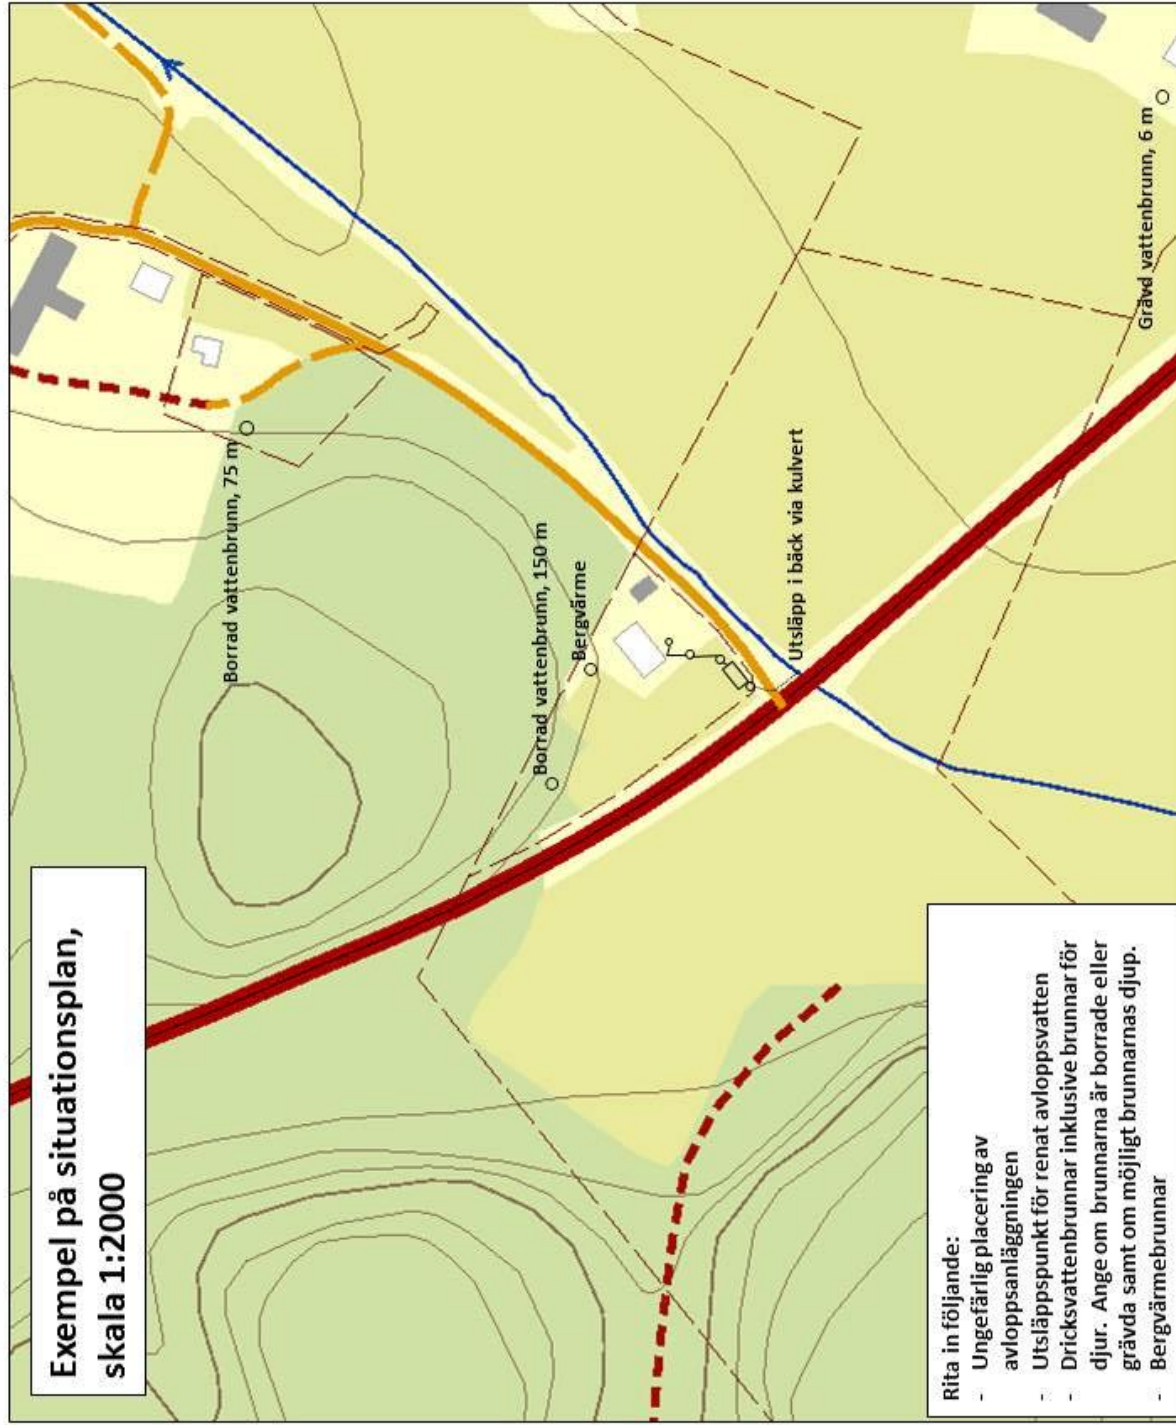 Exempel på situationsplan,
skala 1:2000
Borrad vattenbrunn, 75 m
Borrad vattenbrunn, 150 m
Bergvärme
Utsläpp i bäck via kulvert
Grävd vattenbrunn, 6 m
Rita in följande:
- Ungefärlig placering av
avloppsanläggningen
- Utsläppspunkt för renat avloppsvatten
- Dricksvattenbrunnar inklusive brunnar för
djur. Ange om brunnarna är borrade eller
grävda samt om möjligt brunnarnas djup.
- Bergvärmebrunnar